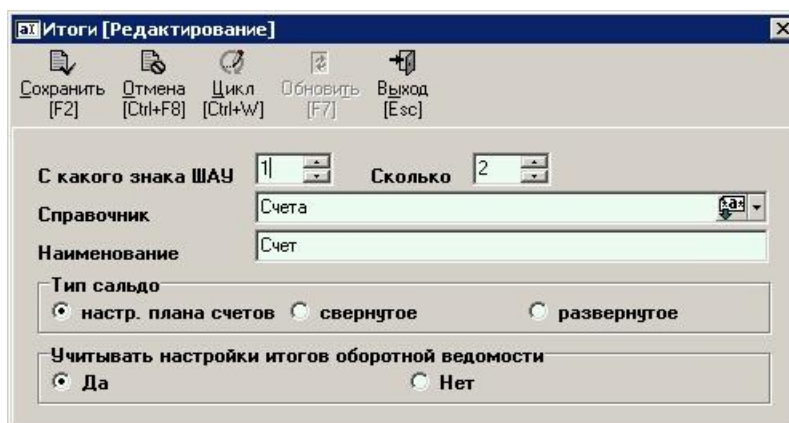 Итоги [Редактирование]
Сохранить Отмена Цикл Обновить Выход
[F2] [Ctrl+F8] [Ctrl+W] [F7] [Esc]
С какого знака ШАУ 1 Сколько 2
Справочник Счета
Наименование Счет
Тип сальдо
настр. плана счетов свернутое развернутое
Учитывать настройки итогов оборотной ведомости
Да Нет